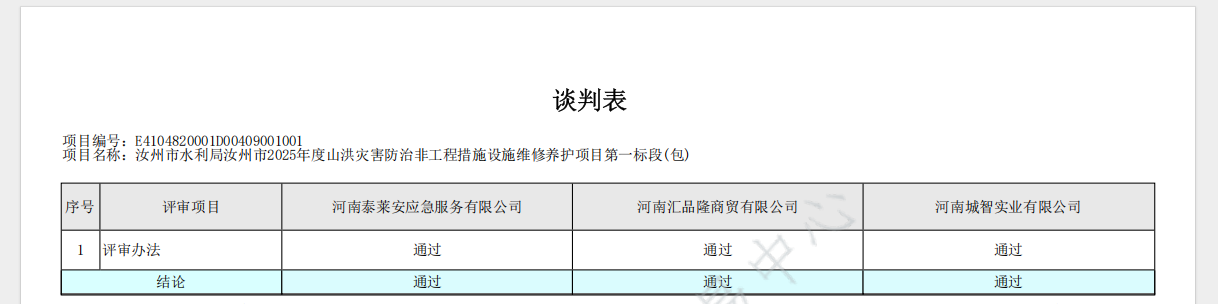 谈判表
项目编号：E4104820001D00409001001
项目名称：汝州市水利局汝州市2025年度山洪灾害防治非工程措施设施维修养护项目第一标段(包)
序号 评审项目 河南泰莱安应急服务有限公司 河南汇品隆商贸有限公司 河南城智实业有限公司
1 评审办法 通过 通过 通过
结论 通过 通过 通过
中心